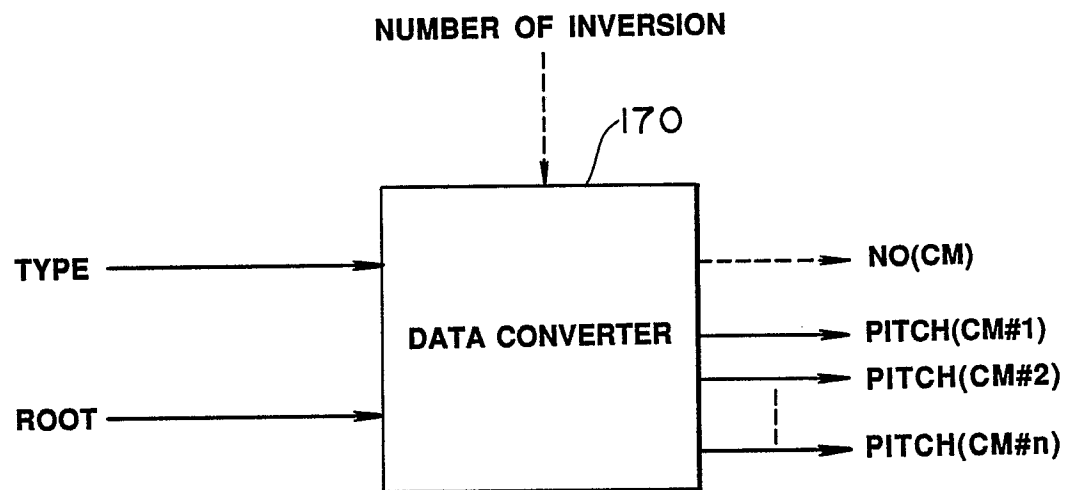 NUMBER OF INVERSION
170
TYPE
ROOT
DATA CONVERTER
NO(CM)
PITCH(CM#1)
PITCH(CM#2)
PITCH(CM#n)